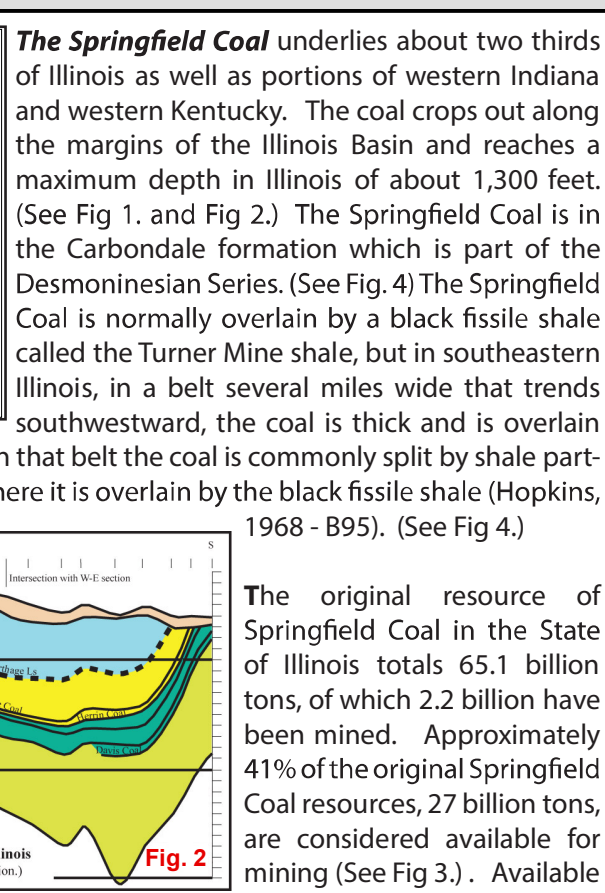 The Springfield Coal underlies about two thirds
of Illinois as well as portions of western Indiana
and western Kentucky. The coal crops out along
the margins of the Illinois Basin and reaches a
maximum depth in Illinois of about 1,300 feet.
(See Fig 1. and Fig 2.) The Springfield Coal is in
the Carbondale formation which is part of the
Desmoninesian Series. (See Fig. 4) The Springfield
Coal is normally overlain by a black fissile shale
called the Turner Mine shale, but in southeastern
Illinois, in a belt several miles wide that trends
southwestward, the coal is thick and is overlain
that belt the coal is commonly split by shale part-
it is overlain by the black fissile shale (Hopkins,
1968 - B95). (See Fig 4.)
The original resource of
Springfield Coal in the State
of Illinois totals 65.1 billion
tons, of which 2.2 billion have
been mined. Approximately
41% of the original Springfield
Coal resources, 27 billion tons,
are considered available for
mining (See Fig 3.) . Available
S
Intersection with W-E section
Ls
Coal
Herrin Coal
Davis Coal
Fig. 2